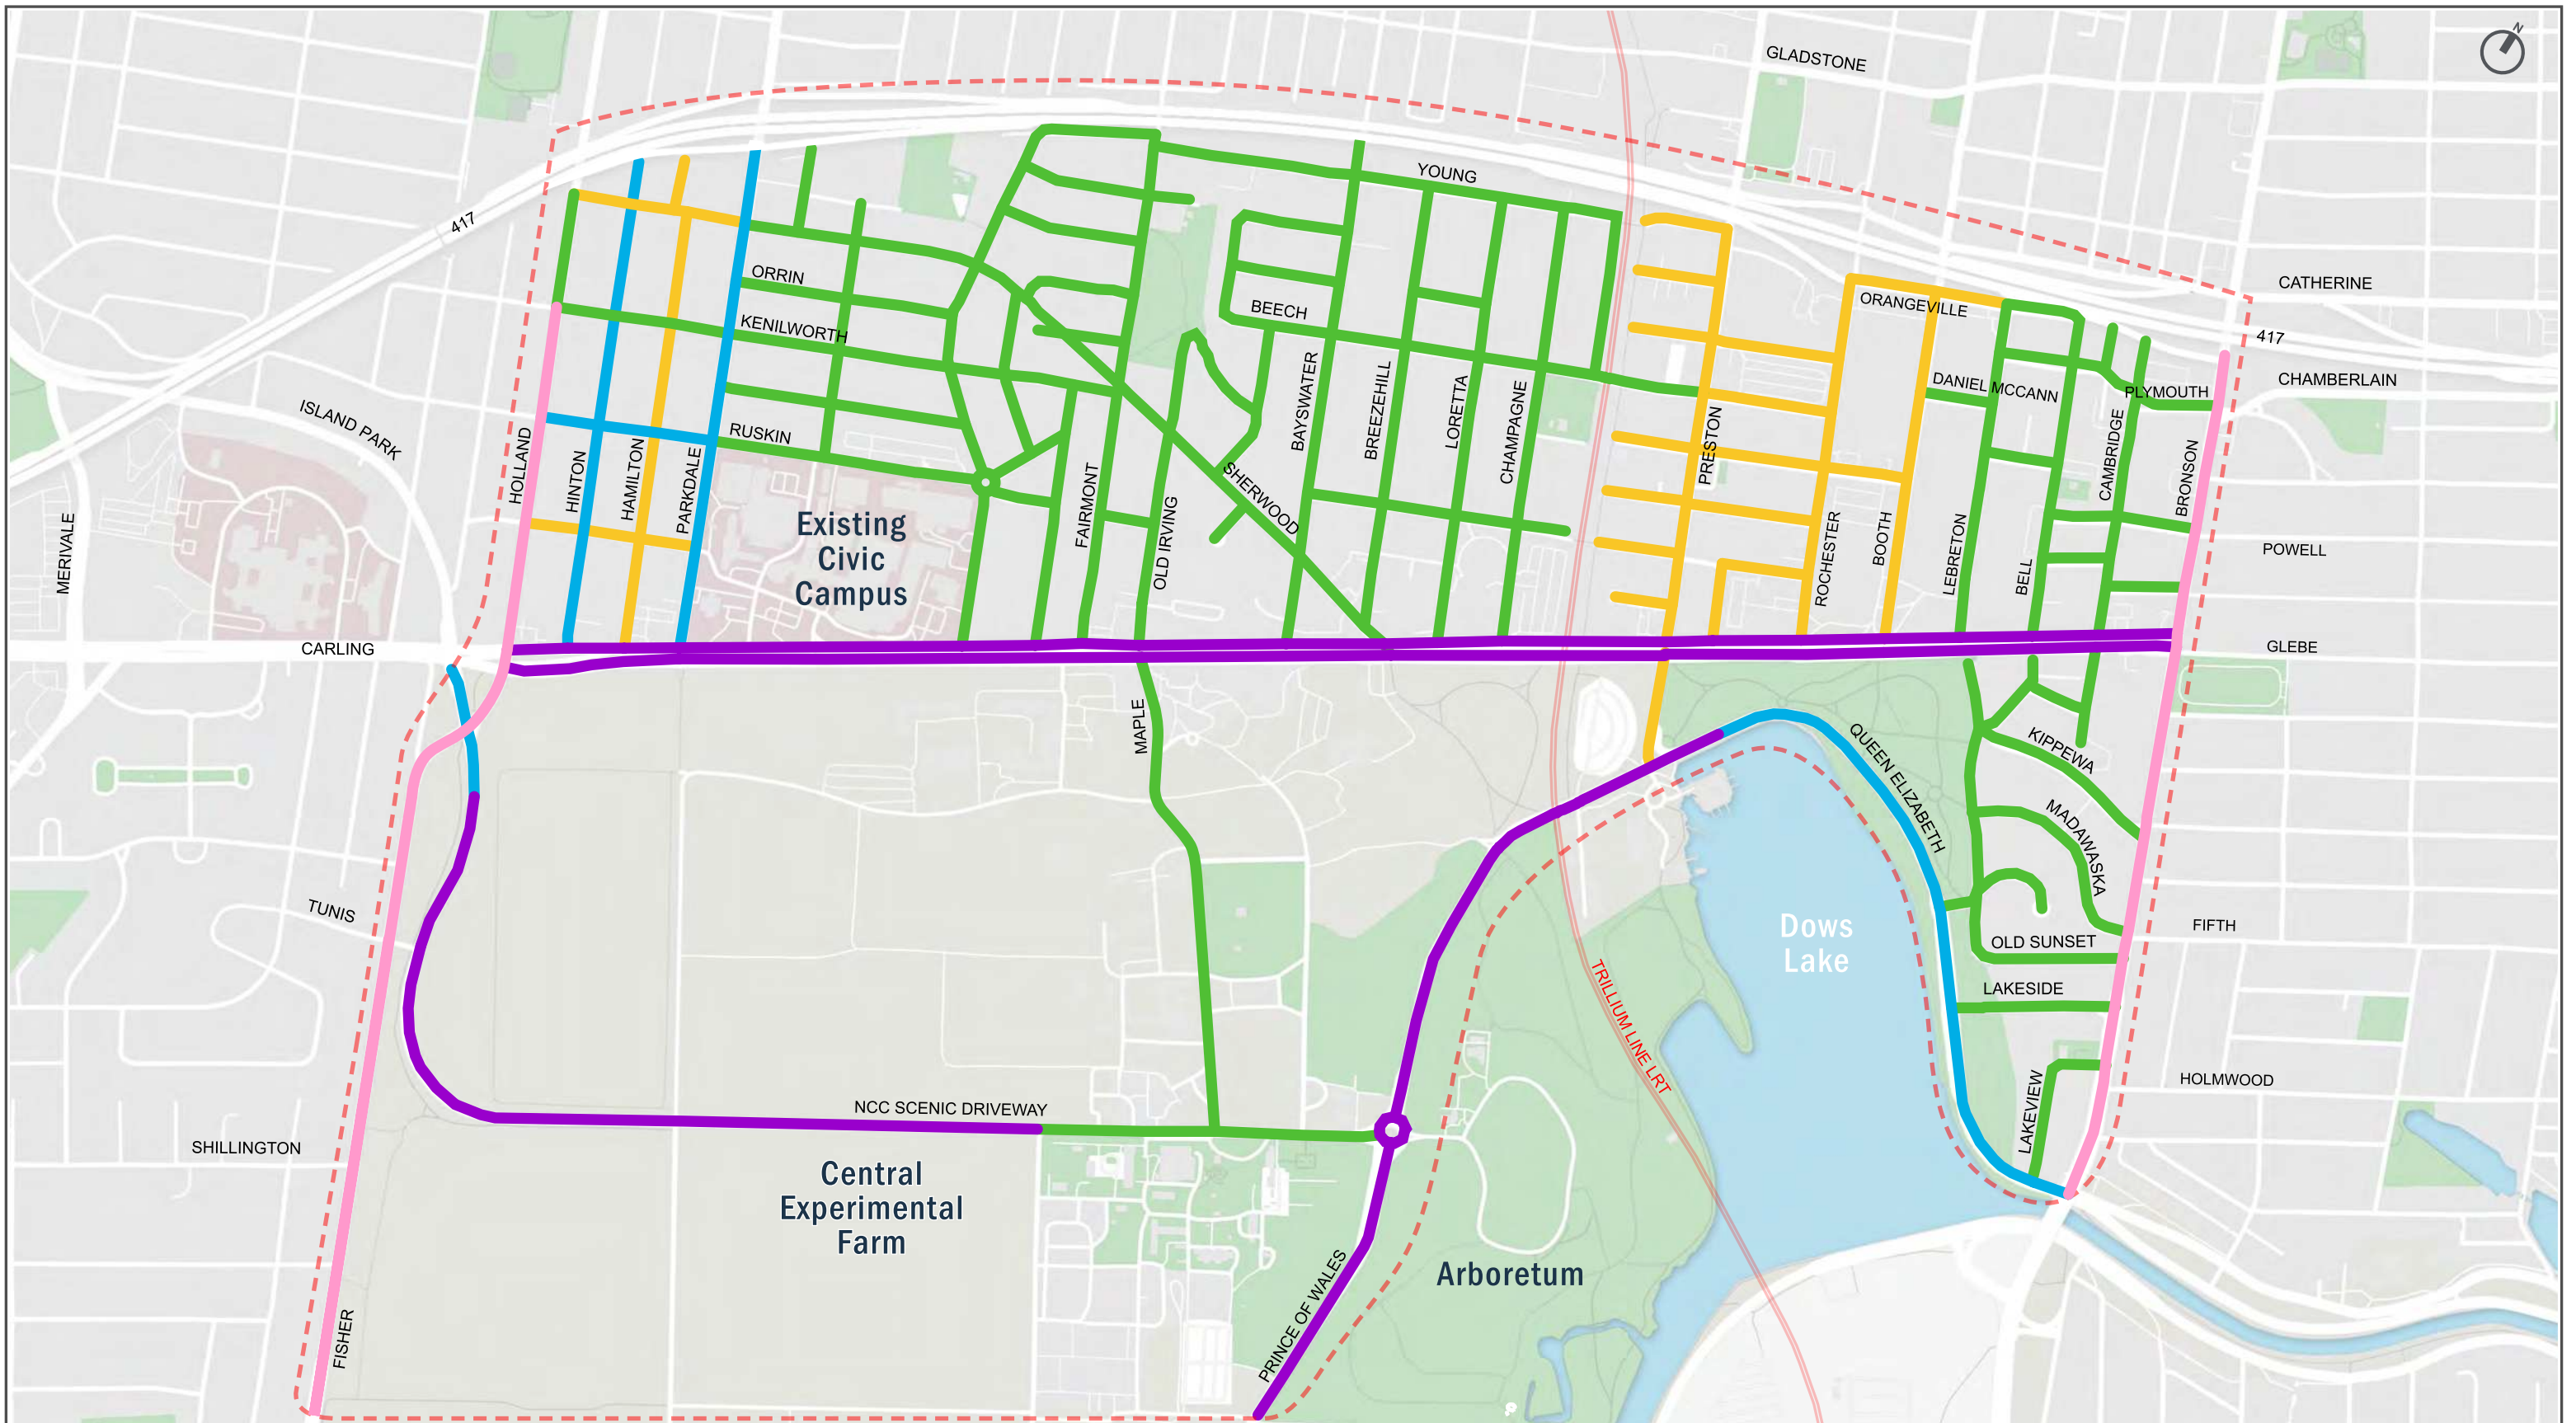 N
GLADSTONE
YOUNG
417
ORRIN
CATHERINE
BEECH
ORANGEVILLE
KENILWORTH
417
DANIEL MCCANN
PLYMOUTH
CHAMBERLAIN
ISLAND PARK
HOLLAND
HINTON
HAMILTON
PARKDALE
RUSKIN
FAIRMONT
OLD IRVING
SHERWOOD
BAYSWATER
BREEZEHILL
LORETTA
CHAMPAGNE
PRESTON
ROCHESTER
BOOTH
LEBRETON
BELL
CAMBRIDGE
BRONSON
MERIVALE
Existing
Civic
Campus
POWELL
CARLING
GLEBE
MAPLE
QUEEN ELIZABETH
KIPPEWA
MADAWASKA
TUNIS
Dows
Lake
FIFTH
OLD SUNSET
LAKESIDE
TRILLIUM LINE LRT
NCC SCENIC DRIVEWAY
HOLMWOOD
LAKEVIEW
SHILLINGTON
Central
Experimental
Farm
Arboretum
PRINCE OF WALES
FISHER